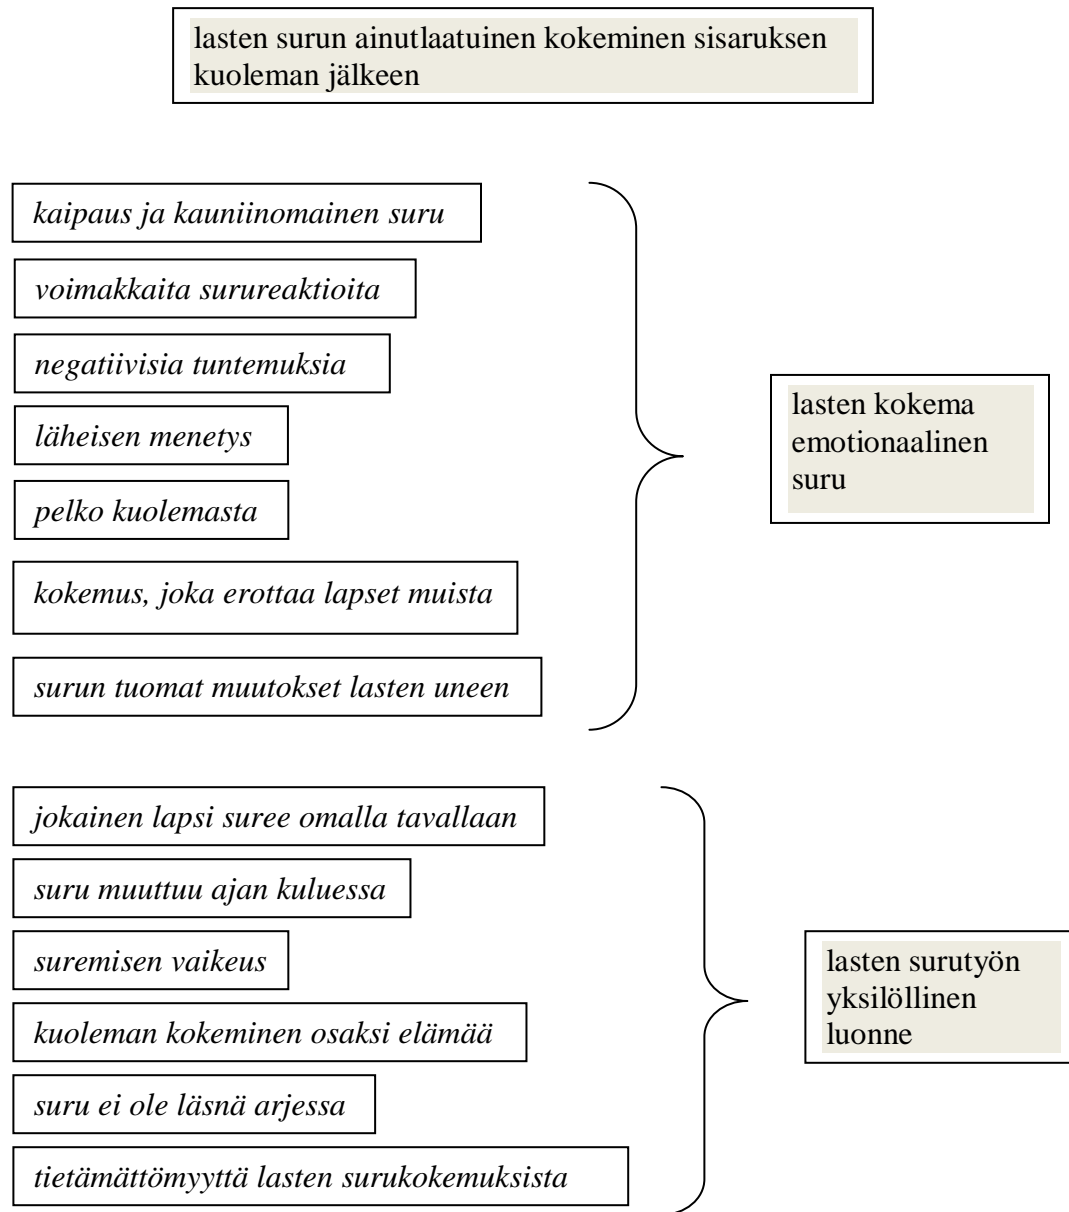 lasten surun ainutlaatuinen kokeminen sisaruksen
kuoleman jälkeen
kaipaus ja kauniinomainen suru
voimakkaita surureaktioita
negatiivisia tuntemuksia
läheisen menetys
pelko kuolemasta
kokemus, joka erottaa lapset muista
surun tuomat muutokset lasten uneen
lasten kokema
emotionaalinen
suru
jokainen lapsi suree omalla tavallaan
suru muuttuu ajan kuluessa
suremisen vaikeus
kuoleman kokeminen osaksi elämää
suru ei ole läsnä arjessa
tietämättömyyttä lasten surukokemuksista
lasten surutyön
yksilöllinen
luonne